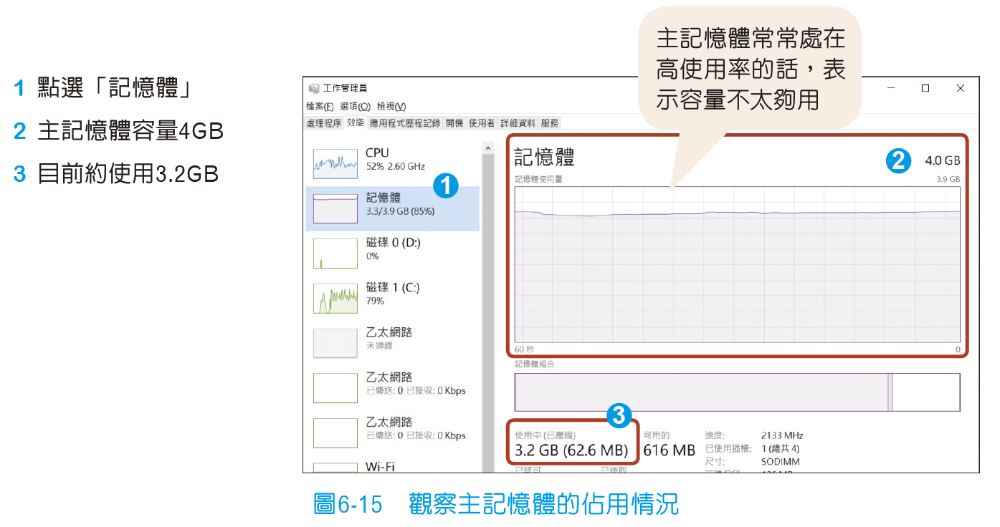 主記憶體常常處在
高使用率的話，表
示容量不太夠用
1 點選「記憶體」
2 主記憶體容量4GB
3 目前約使用3.2GB
工作管理員
檔案(F) 選項(O) 檢視(V)
處理程序 效能 應用程式歷程記錄 開機 使用者 詳細資料 服務
CPU
52% 2.60 GHz
1
記憶體
3.3/3.9 GB (85%)
磁碟 0 (D:)
0%
磁碟 1 (C:)
79%
乙太網路
未連線
乙太網路
已傳送: 0 已接收: 0 Kbps
乙太網路
已傳送: 0 已接收: 0 Kbps
Wi-Fi
記憶體 2 4.0 GB
記憶體使用量 3.9 GB
60 秒 0
記憶體組合
3
使用中 (已壓縮) 可用的 速度: 2133 MHz
3.2 GB (62.6 MB) 616 MB 已使用插槽: 1 (總共 4)
尺寸: SODIMM
已認可 已快取
圖6-15 觀察主記憶體的佔用情況